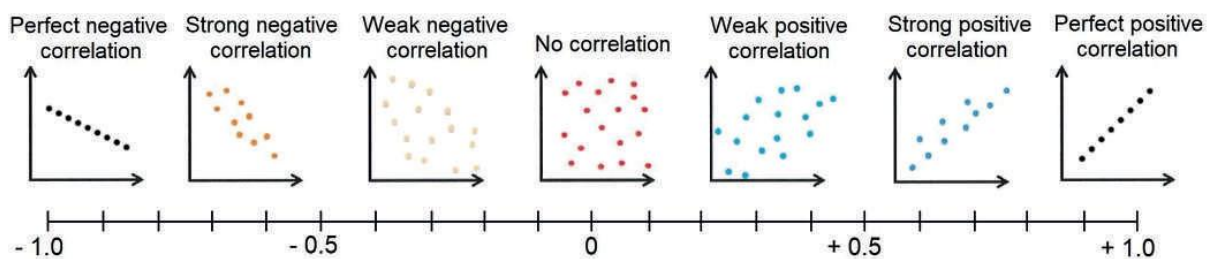 Perfect negative
correlation
Strong negative
correlation
Weak negative
correlation
No correlation
Weak positive
correlation
Strong positive
correlation
Perfect positive
correlation
- 1.0
- 0.5
0
+ 0.5
+ 1.0